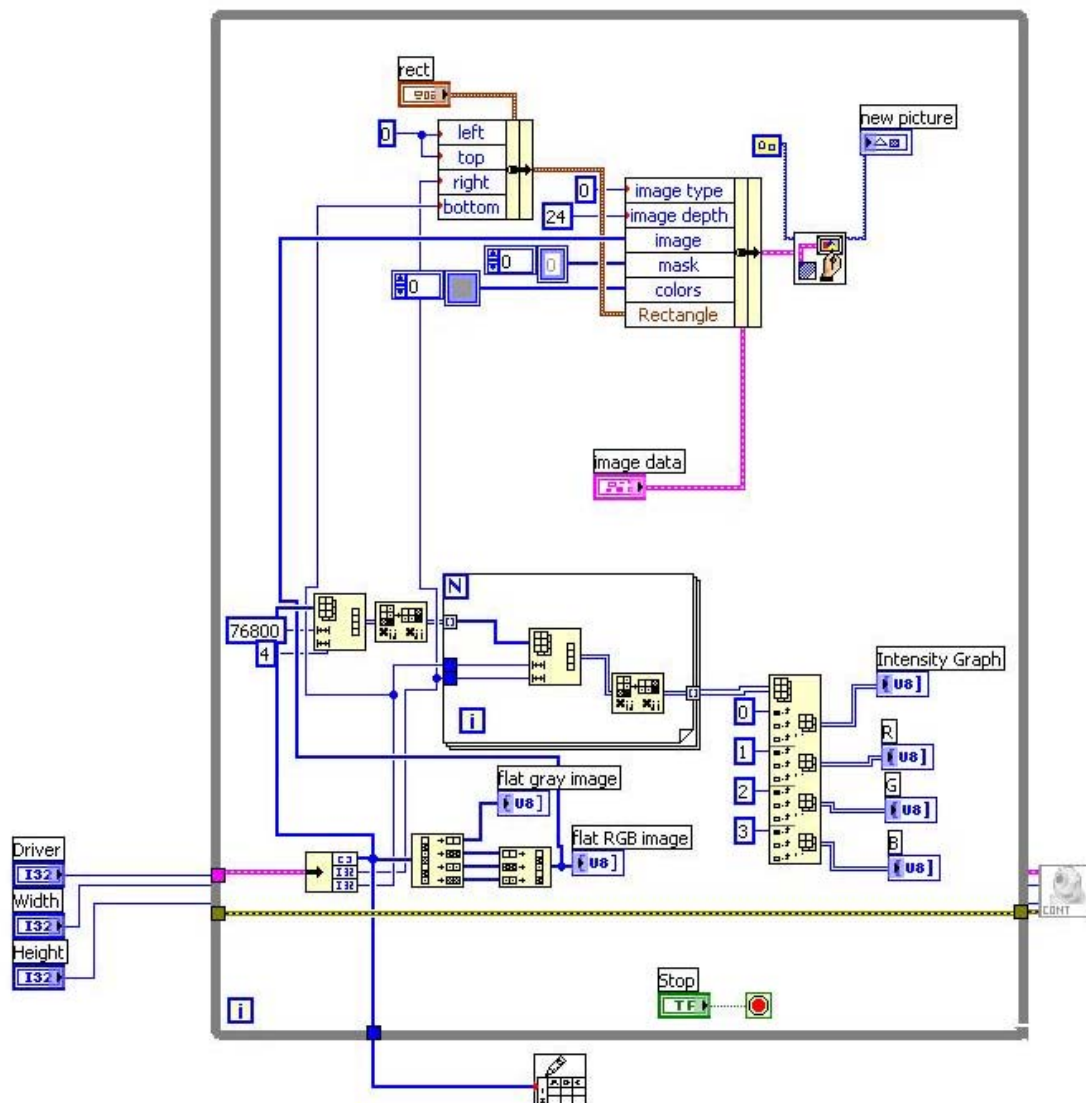 rect
new picture
0
left
top
right
bottom
0
24
image type
image depth
image
mask
colors
Rectangle
0
0
0
image data
N
76800
4
i
Intensity Graph
U8]
0
R
U8]
1
G
U8]
2
B
U8]
3
flat gray image
U8]
flat RGB image
U8]
Driver
I32
Width
I32
Height
I32
I32
I32
CONT
Stop
TF
i